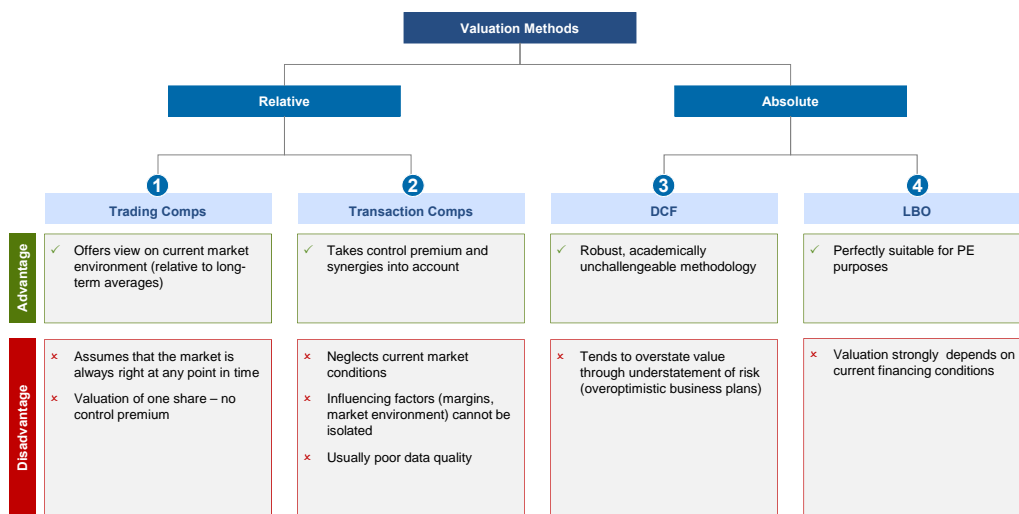 Valuation Methods
Relative
Absolute
1
2
3
4
Trading Comps
Transaction Comps
DCF
LBO
Advantage
✓ Offers view on current market
environment (relative to long-
term averages)
✓ Takes control premium and
synergies into account
✓ Robust, academically
unchallengeable methodology
✓ Perfectly suitable for PE
purposes
Disadvantage
× Assumes that the market is
always right at any point in time
× Valuation of one share – no
control premium
× Neglects current market
conditions
× Influencing factors (margins,
market environment) cannot be
isolated
× Usually poor data quality
× Tends to overstate value
through understatement of risk
(overoptimistic business plans)
× Valuation strongly depends on
current financing conditions